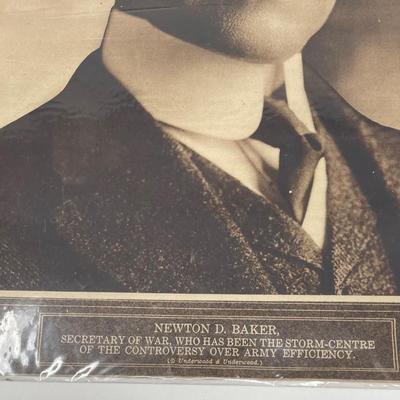 NEWTON D. BAKER,
SECRETARY OF WAR, WHO HAS BEEN THE STORM-CENTRE
OF THE CONTROVERSY OVER ARMY EFFICIENCY.
(© Underwood & Underwood.)